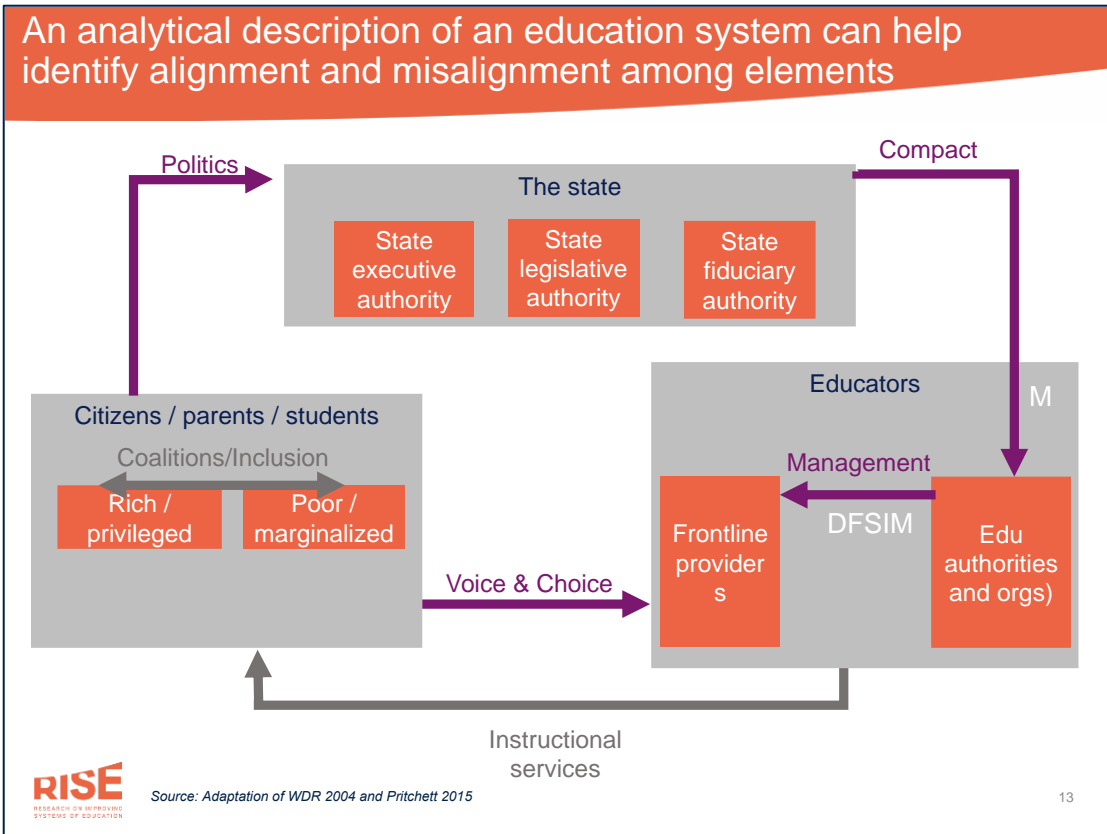 An analytical description of an education system can help
identify alignment and misalignment among elements
Politics
Compact
The state
State
executive
authority
State
legislative
authority
State
fiduciary
authority
Citizens / parents / students
Coalitions/Inclusion
Rich /
privileged
Poor /
marginalized
Educators
M
Management
DFSIM
Frontline
provider
s
Edu
authorities
and orgs)
Voice & Choice
Instructional
services
RISE
RESEARCH ON IMPROVING
SYSTEMS OF EDUCATION
Source: Adaptation of WDR 2004 and Pritchett 2015
13